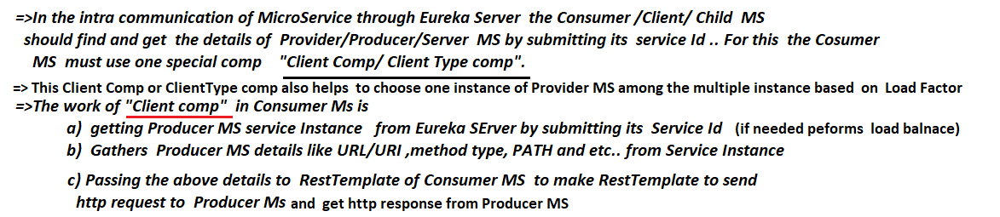 =>In the intra communication of MicroService through Eureka Server the Consumer /Client/ Child MS
should find and get the details of Provider/Producer/Server MS by submitting its service Id .. For this the Cosumer
MS must use one special comp "Client Comp/ Client Type comp".
=> This Client Comp or ClientType comp also helps to choose one instance of Provider MS among the multiple instance based on Load Factor
=>The work of "Client comp" in Consumer Ms is
a) getting Producer MS service Instance from Eureka SErver by submitting its Service Id (if needed peforms load balnace)
b) Gathers Producer MS details like URL/URI ,method type, PATH and etc.. from Service Instance
c) Passing the above details to RestTemplate of Consumer MS to make RestTemplate to send
http request to Producer Ms and get http response from Producer MS